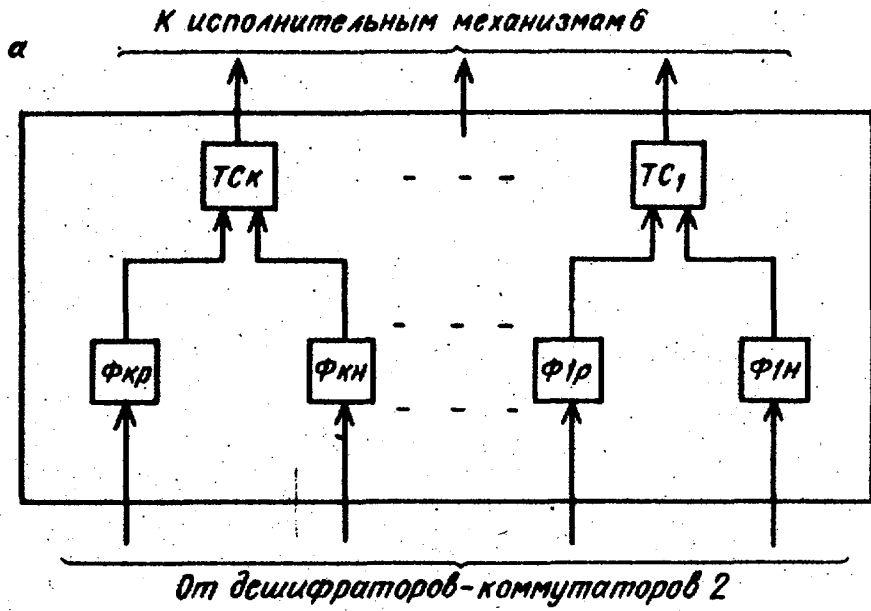 К исполнительным механизмам 6
а
ТСк
ТС₁
Фкр
Фкн
Ф1р
Ф1н
От дешифраторов-коммутаторов 2